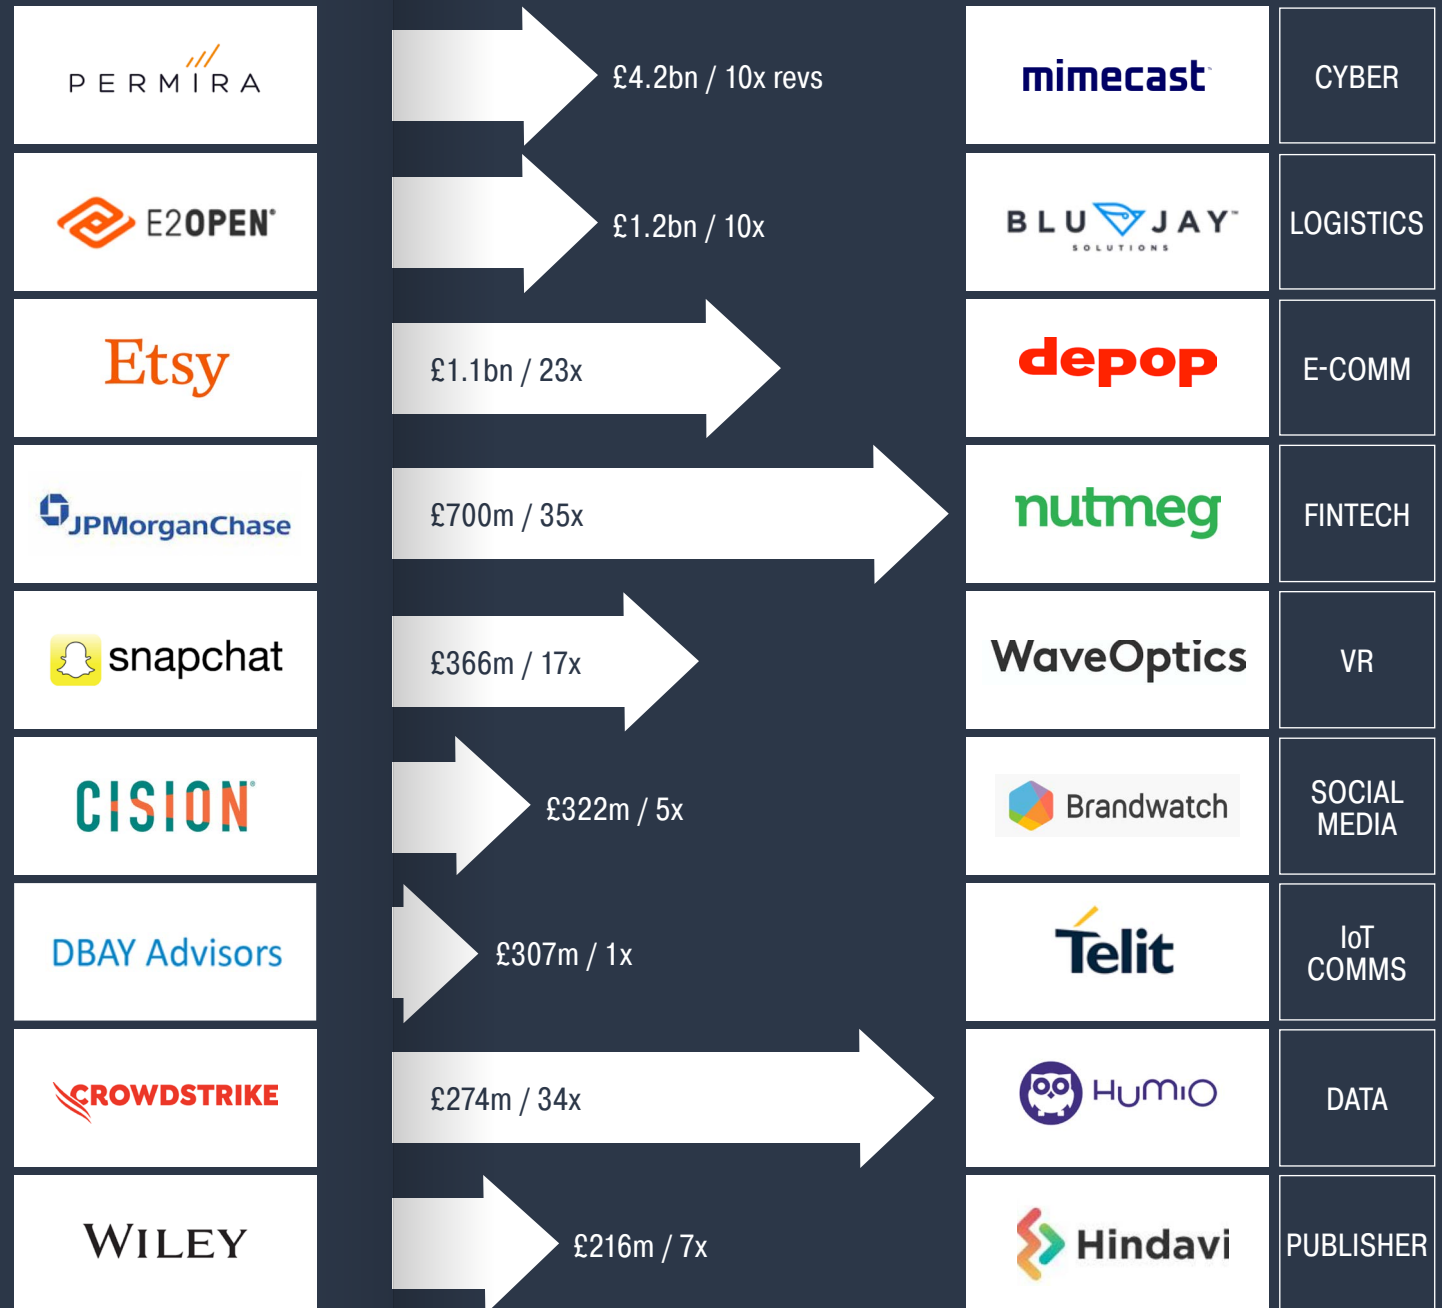 PERMIRA
£4.2bn / 10x revs
mimecast
CYBER
E2OPEN®
£1.2bn / 10x
BLUJAY™
SOLUTIONS
LOGISTICS
Etsy
£1.1bn / 23x
depop
E-COMM
JPMorganChase
£700m / 35x
nutmeg
FINTECH
snapchat
£366m / 17x
WaveOptics
VR
CISION®
£322m / 5x
Brandwatch
SOCIAL
MEDIA
DBAY Advisors
£307m / 1x
Telit
IoT
COMMS
CROWDSTRIKE
£274m / 34x
HUMIO
DATA
WILEY
£216m / 7x
Hindavi
PUBLISHER